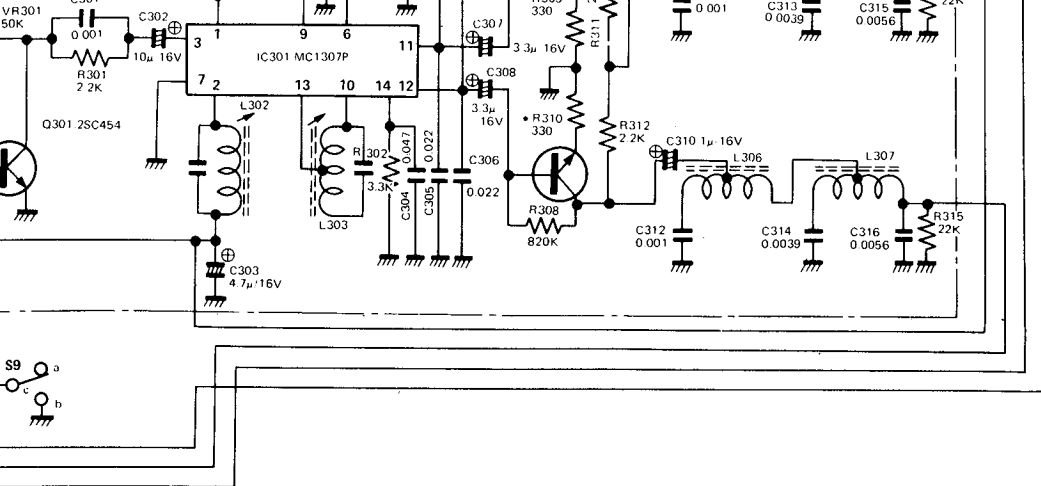 VR301
50K
0 001
R301
2 2K
C302
10μ 16V
1
9
6
3
11
IC301 MC1307P
7
2
13
10
14
12
C307
3.3μ 16V
C308
3.3μ
16V
330
R311
0 001
C313
0 0039
C315
0 0056
22K
Q301.2SC454
L302
R302
3.3K
0.047
0.022
C304
C305
C306
0.022
L303
• R310
330
R312
2.2K
C310 1μ·16V
L306
L307
R308
820K
C312
0 001
C314
0.0039
C316
0 0056
R315
22K
C303
4.7μ/16V
S9
a
c
b